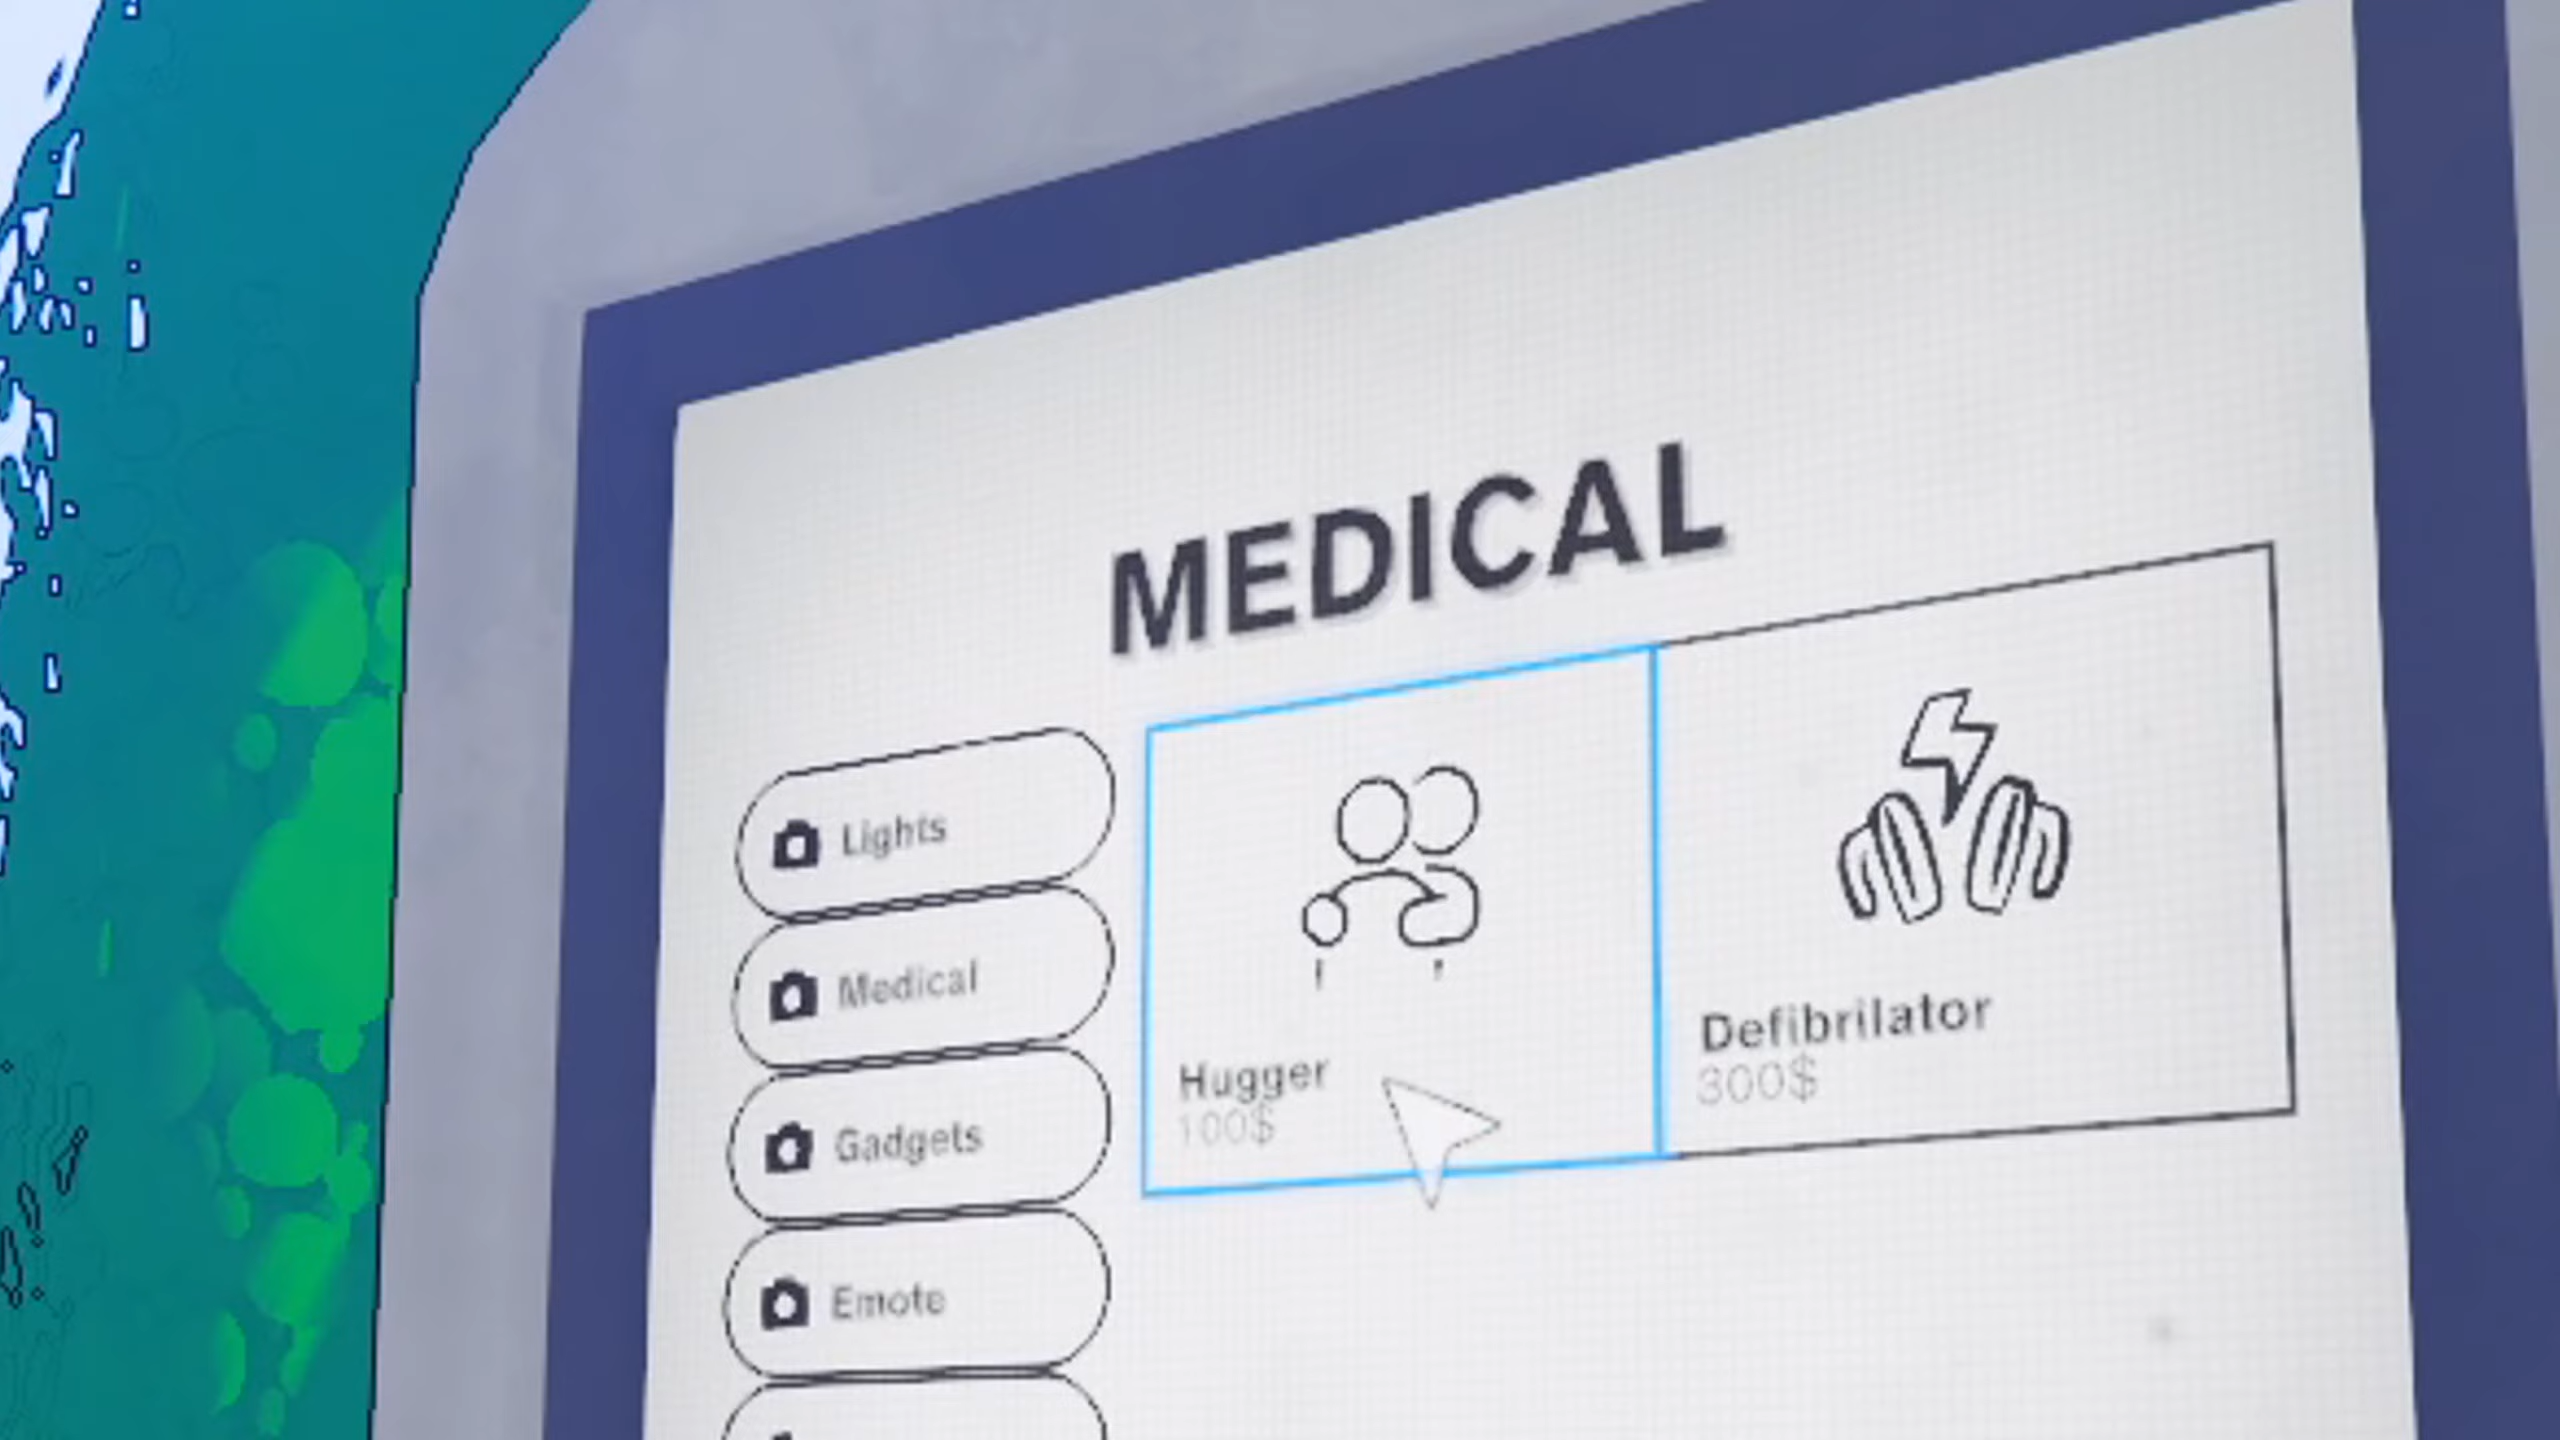 MEDICAL
Lights
Medical
Gadgets
Emote
Hugger
100$
Defibrilator
300$